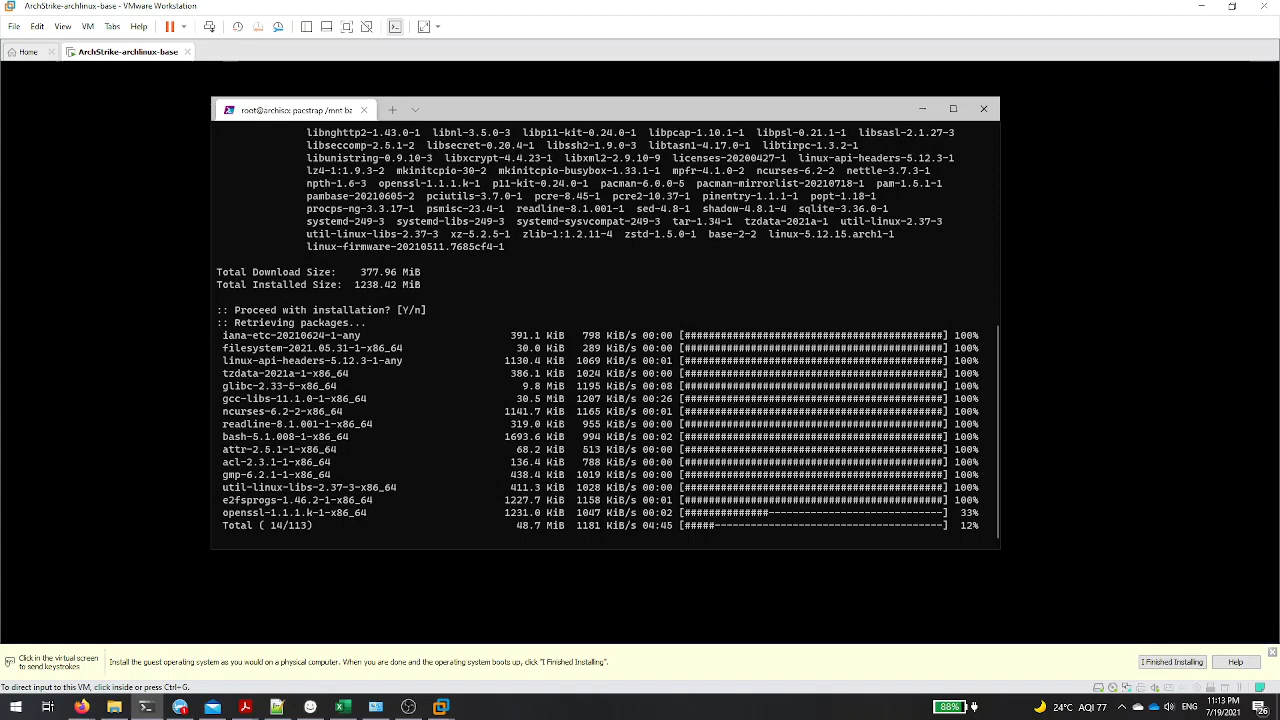 ArchStrike-archlinux-base - VMware Workstation
File Edit View VM Tabs Help
Home ArchStrike-archlinux-base
root@archiso: pacstrap /mnt ba
libnghttp2-1.43.0-1 libnl-3.5.0-3 libp11-kit-0.24.0-1 libpcap-1.10.1-1 libpsl-0.21.1-1 libsasl-2.1.27-3
libseccomp-2.5.1-2 libsecret-0.20.4-1 libssh2-1.9.0-3 libtasn1-4.17.0-1 libtirpc-1.3.2-1
libunistring-0.9.10-3 libxcrypt-4.4.23-1 libxml2-2.9.10-9 licenses-20200427-1 linux-api-headers-5.12.3-1
lz4-1:1.9.3-2 mkinitcpio-30-2 mkinitcpio-busybox-1.33.1-1 mpfr-4.1.0-2 ncurses-6.2-2 nettle-3.7.3-1
npth-1.6-3 openssl-1.1.1.k-1 p11-kit-0.24.0-1 pacman-6.0.0-5 pacman-mirrorlist-20210718-1 pam-1.5.1-1
pambase-20210605-2 pciutils-3.7.0-1 pcre-8.45-1 pcre2-10.37-1 pinentry-1.1.1-1 popt-1.18-1
procps-ng-3.3.17-1 psmisc-23.4-1 readline-8.1.001-1 sed-4.8-1 shadow-4.8.1-4 sqlite-3.36.0-1
systemd-249-3 systemd-libs-249-3 systemd-sysvcompat-249-3 tar-1.34-1 tzdata-2021a-1 util-linux-2.37-3
util-linux-libs-2.37-3 xz-5.2.5-1 zlib-1:1.2.11-4 zstd-1.5.0-1 base-2-2 linux-5.12.15.arch1-1
linux-firmware-20210511.7685cf4-1
Total Download Size: 377.96 MiB
Total Installed Size: 1238.42 MiB
:: Proceed with installation? [Y/n]
:: Retrieving packages...
iana-etc-20210624-1-any 391.1 KiB 798 KiB/s 00:00 [###########################################] 100%
filesystem-2021.05.31-1-x86_64 30.0 KiB 289 KiB/s 00:00 [###########################################] 100%
linux-api-headers-5.12.3-1-any 1130.4 KiB 1069 KiB/s 00:01 [###########################################] 100%
tzdata-2021a-1-x86_64 386.1 KiB 1024 KiB/s 00:00 [###########################################] 100%
glibc-2.33-5-x86_64 9.8 MiB 1195 KiB/s 00:08 [###########################################] 100%
gcc-libs-11.1.0-1-x86_64 30.5 MiB 1207 KiB/s 00:26 [###########################################] 100%
ncurses-6.2-2-x86_64 1141.7 KiB 1165 KiB/s 00:01 [###########################################] 100%
readline-8.1.001-1-x86_64 319.0 KiB 955 KiB/s 00:00 [###########################################] 100%
bash-5.1.008-1-x86_64 1693.6 KiB 994 KiB/s 00:02 [###########################################] 100%
attr-2.5.1-1-x86_64 68.2 KiB 513 KiB/s 00:00 [###########################################] 100%
acl-2.3.1-1-x86_64 136.4 KiB 788 KiB/s 00:00 [###########################################] 100%
gmp-6.2.1-1-x86_64 438.4 KiB 1019 KiB/s 00:00 [###########################################] 100%
util-linux-libs-2.37-3-x86_64 411.3 KiB 1028 KiB/s 00:00 [###########################################] 100%
e2fsprogs-1.46.2-1-x86_64 1227.7 KiB 1158 KiB/s 00:01 [###########################################] 100%
openssl-1.1.1.k-1-x86_64 1231.0 KiB 1047 KiB/s 00:02 [##############-----------------------------] 33%
Total ( 14/113) 48.7 MiB 1181 KiB/s 04:45 [#####--------------------------------------] 12%
Click in the virtual screen
to send keystrokes
Install the guest operating system as you would on a physical computer. When you are done and the operating system boots up, click "I Finished Installing".
I Finished Installing Help
To direct input to this VM, click inside or press Ctrl+G.
88% 24°C AQI 77 ENG 11:13 PM
7/19/2021 26